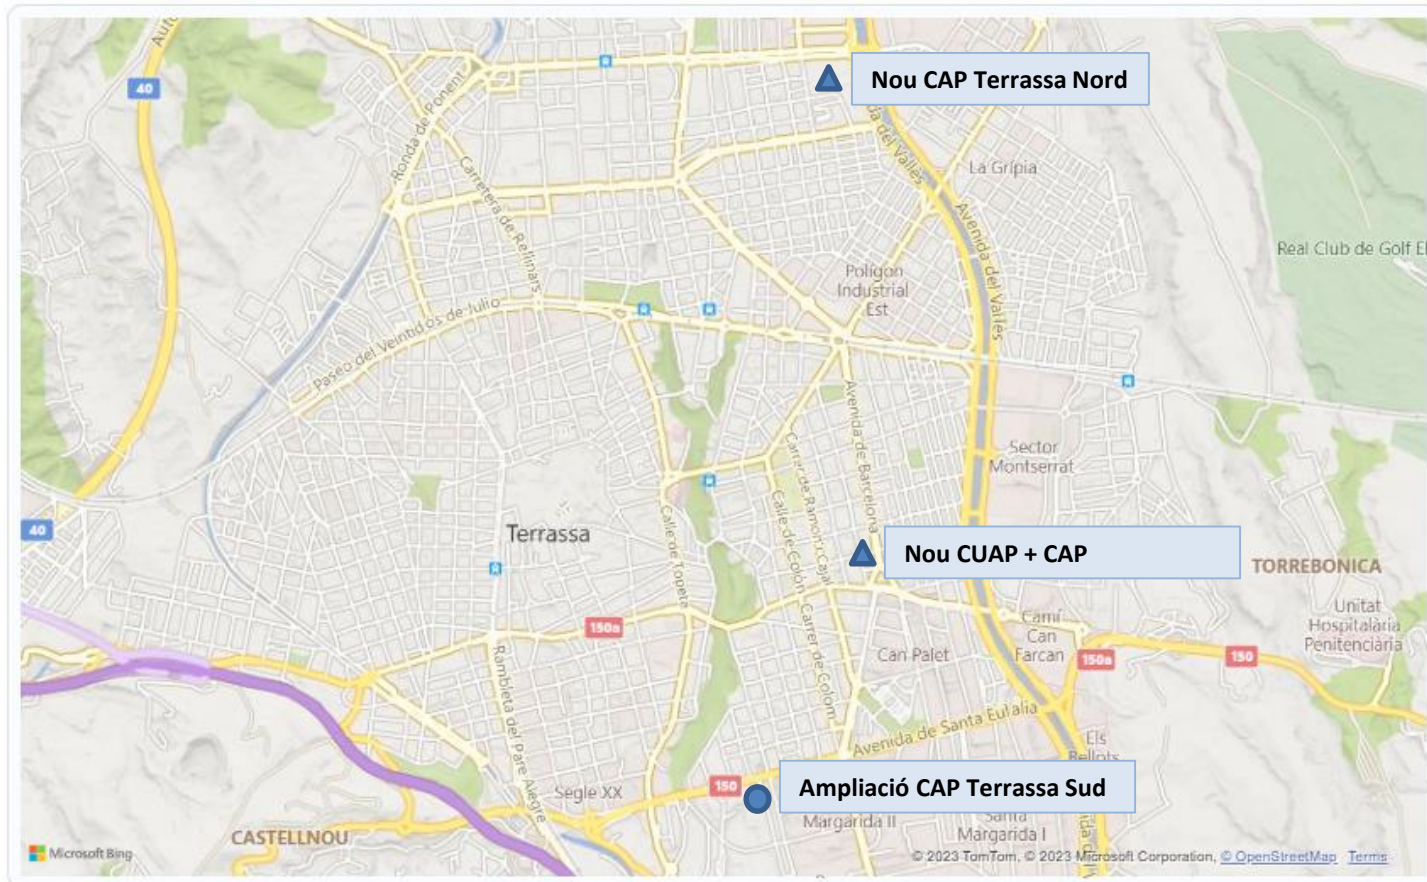 40
Auto
Ronda de Ponent
Carretera de Rellinars
Nou CAP Terrassa Nord
da del Vallès
La Grípia
Avenida del Vallès
Real Club de Golf El
Polígon
Industrial
Est
Paseo del Veintidós de Julio
Avenida de Barcelona
Sector
Montserrat
Carrer de Ramon i Cajal
Calle de Colón
Carrer de Colom
Calle de Topeta
40
Terrassa
Nou CUAP + CAP
TORREBONICA
Unitat
Hospitalària
Penitenciària
150a
Camí
Can
Farcan
150a
150
Can Palet
Rambleta del Pare Alegre
Avenida de Santa Eulàlia
Els
Bellots
150
Ampliació CAP Terrassa Sud
Segle XX
Margarida II
Santa
Margarida I
CASTELLNOU
Microsoft Bing
© 2023 TomTom, © 2023 Microsoft Corporation, © OpenStreetMap Terms